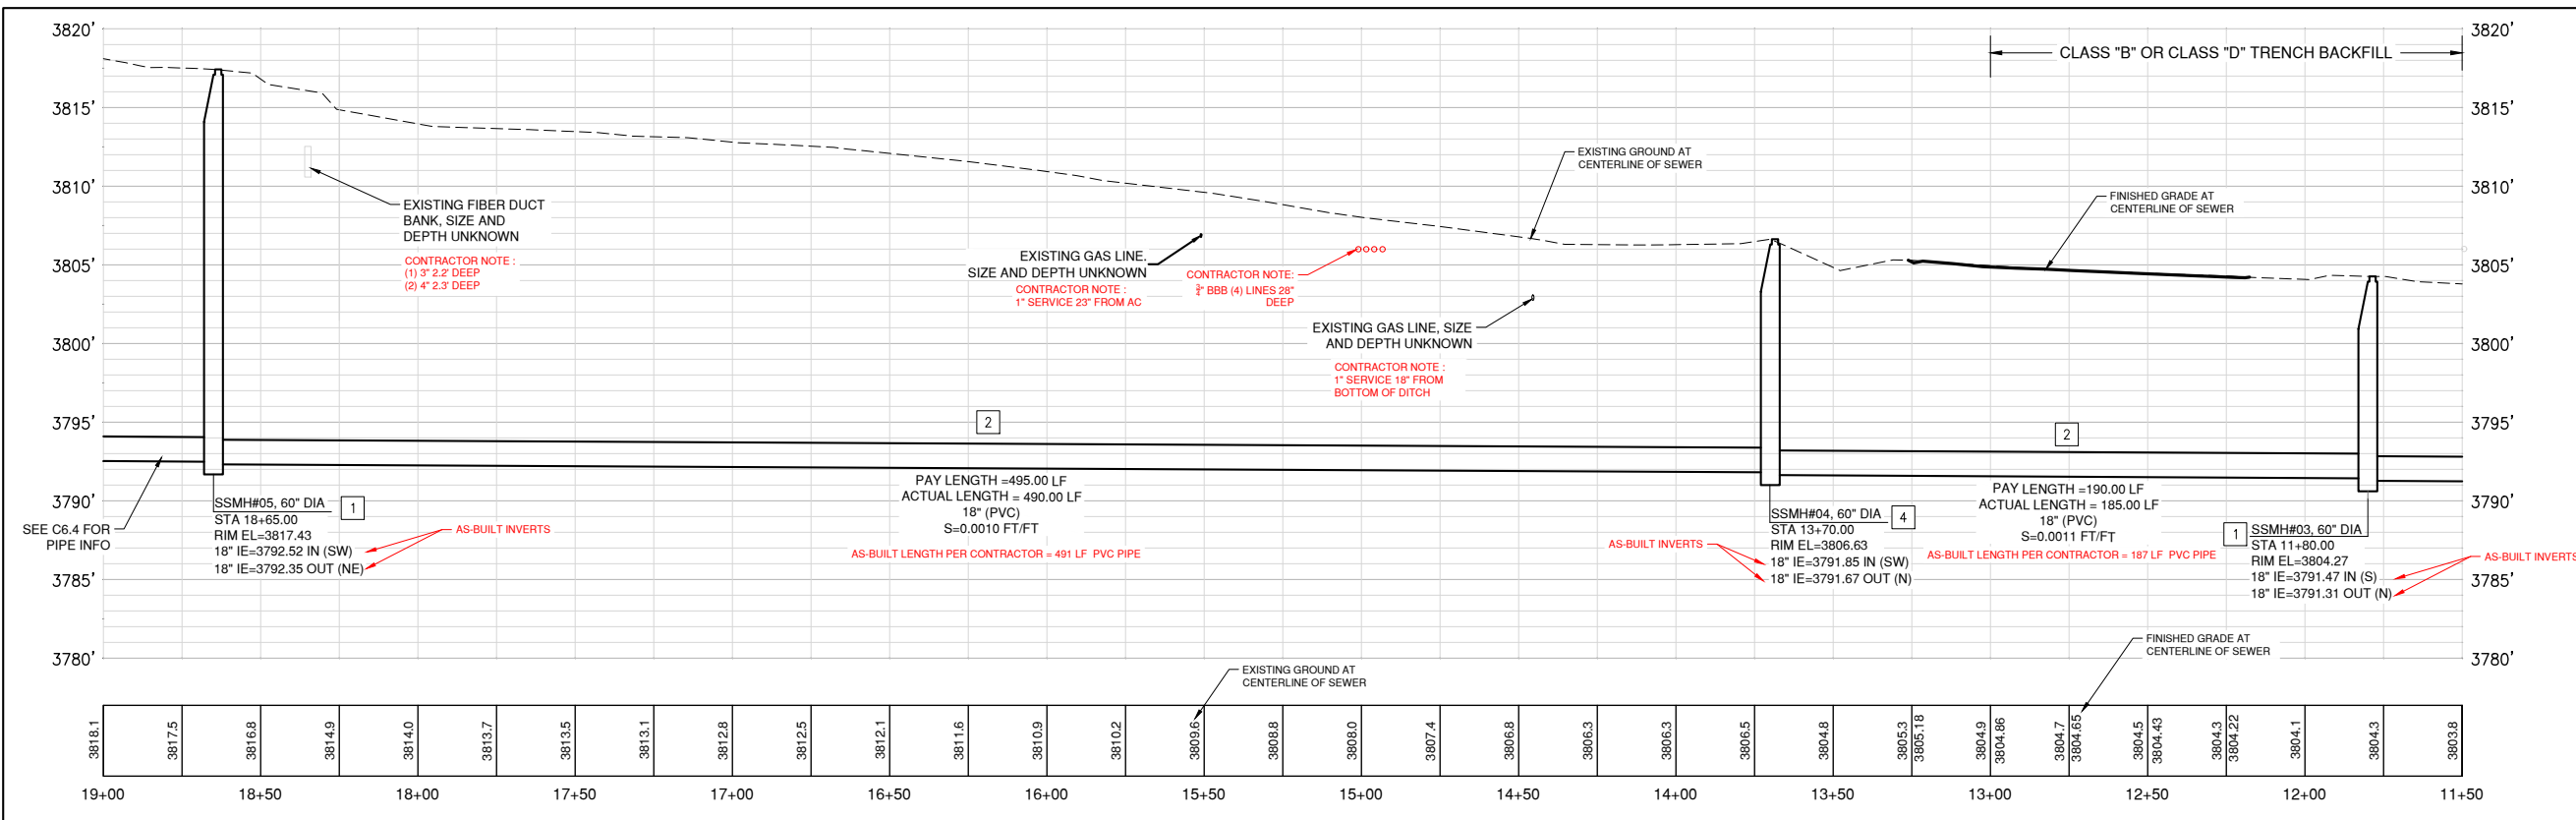 3820'
3815'
3810'
3805'
3800'
3795'
3790'
3785'
3780'
3820'
3815'
3810'
3805'
3800'
3795'
3790'
3785'
3780'
CLASS "B" OR CLASS "D" TRENCH BACKFILL
EXISTING GROUND AT
CENTERLINE OF SEWER
FINISHED GRADE AT
CENTERLINE OF SEWER
EXISTING FIBER DUCT
BANK, SIZE AND
DEPTH UNKNOWN
CONTRACTOR NOTE :
(1) 3" 2.2' DEEP
(2) 4" 2.3' DEEP
EXISTING GAS LINE.
SIZE AND DEPTH UNKNOWN
CONTRACTOR NOTE :
1" SERVICE 23" FROM AC
CONTRACTOR NOTE:
¾" BBB (4) LINES 28"
DEEP
EXISTING GAS LINE, SIZE
AND DEPTH UNKNOWN
CONTRACTOR NOTE :
1" SERVICE 18" FROM
BOTTOM OF DITCH
2
2
SEE C6.4 FOR
PIPE INFO
SSMH#05, 60" DIA
1
STA 18+65.00
RIM EL=3817.43
18" IE=3792.52 IN (SW)
18" IE=3792.35 OUT (NE)
AS-BUILT INVERTS
PAY LENGTH =495.00 LF
ACTUAL LENGTH = 490.00 LF
18" (PVC)
S=0.0010 FT/FT
AS-BUILT LENGTH PER CONTRACTOR = 491 LF PVC PIPE
SSMH#04, 60" DIA
4
STA 13+70.00
RIM EL=3806.63
18" IE=3791.85 IN (SW)
18" IE=3791.67 OUT (N)
AS-BUILT INVERTS
PAY LENGTH =190.00 LF
ACTUAL LENGTH = 185.00 LF
18" (PVC)
S=0.0011 FT/FT
AS-BUILT LENGTH PER CONTRACTOR = 187 LF PVC PIPE
1
SSMH#03, 60" DIA
STA 11+80.00
RIM EL=3804.27
18" IE=3791.47 IN (S)
18" IE=3791.31 OUT (N)
AS-BUILT INVERTS
EXISTING GROUND AT
CENTERLINE OF SEWER
FINISHED GRADE AT
CENTERLINE OF SEWER
3818.1
3817.5
3816.8
3814.9
3814.0
3813.7
3813.5
3813.1
3812.8
3812.5
3812.1
3811.6
3810.9
3810.2
3809.6
3808.8
3808.0
3807.4
3806.8
3806.3
3806.3
3806.5
3804.8
3805.3
3805.18
3804.9
3804.86
3804.7
3804.65
3804.5
3804.43
3804.3
3804.22
3804.1
3804.3
3803.8
19+00
18+50
18+00
17+50
17+00
16+50
16+00
15+50
15+00
14+50
14+00
13+50
13+00
12+50
12+00
11+50